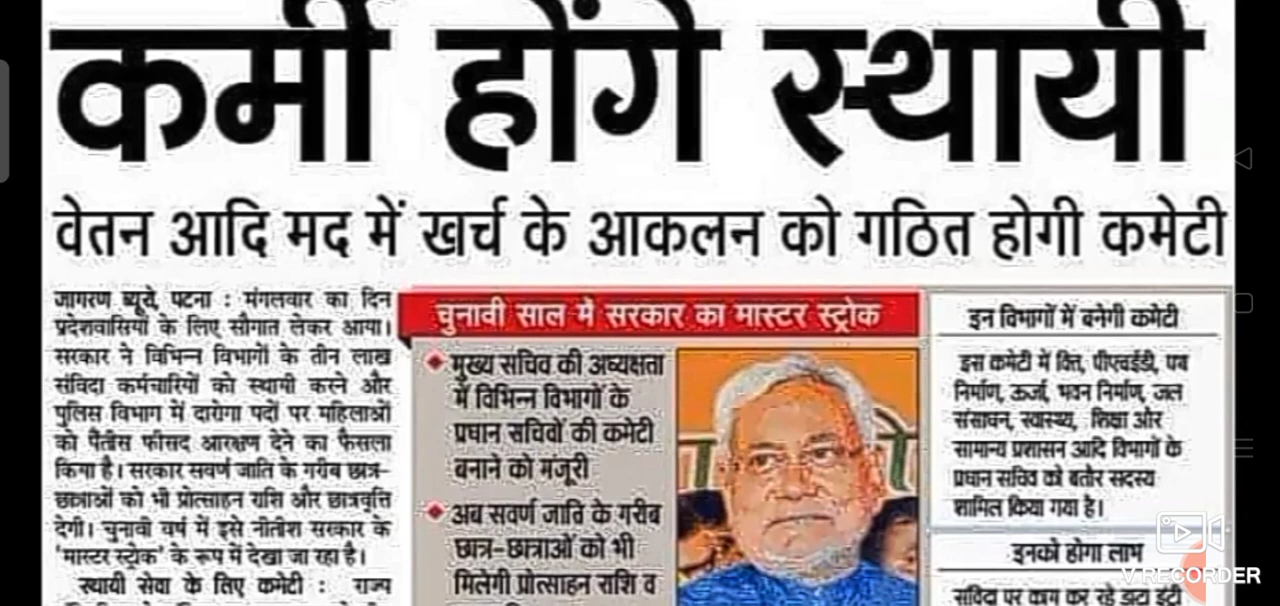 कर्मी होंगे स्थायी
वेतन आदि मद में खर्च के आकलन को गठित होगी कमेटी
जागरण ब्यूरो, पटना : मंगलवार का दिन
प्रदेशवासियों के लिए सौगात लेकर आया।
सरकार ने विभिन्न विभागों के तीन लाख
संविदा कर्मचारियों को स्थायी करने और
पुलिस विभाग में दारोगा पदों पर महिलाओं
को पैंतीस फीसद आरक्षण देने का फैसला
किया है। सरकार सवर्ण जाति के गरीब छात्र-
छात्राओं को भी प्रोत्साहन राशि और छात्रवृत्ति
देगी। चुनावी वर्ष में इसे नीतीश सरकार के
'मास्टर स्ट्रोक' के रूप में देखा जा रहा है।
स्थायी सेवा के लिए कमेटी : राज्य
चुनावी साल में सरकार का मास्टर स्ट्रोक
मुख्य सचिव की अध्यक्षता
में विभिन्न विभागों के
प्रधान सचिवों की कमेटी
बनाने को मंजूरी
अब सवर्ण जाति के गरीब
छात्र-छात्राओं को भी
मिलेगी प्रोत्साहन राशि व
इन विभागों में बनेगी कमेटी
इस कमेटी में वित्त, पीएचईडी, पथ
निर्माण, ऊर्जा, भवन निर्माण, जल
संसाधन, स्वास्थ्य, शिक्षा और
सामान्य प्रशासन आदि विभागों के
प्रधान सचिव को बतौर सदस्य
शामिल किया गया है।
इनको होगा लाभ
संविदा पर काम कर रहे डाटा इंट्री
V RECORDER